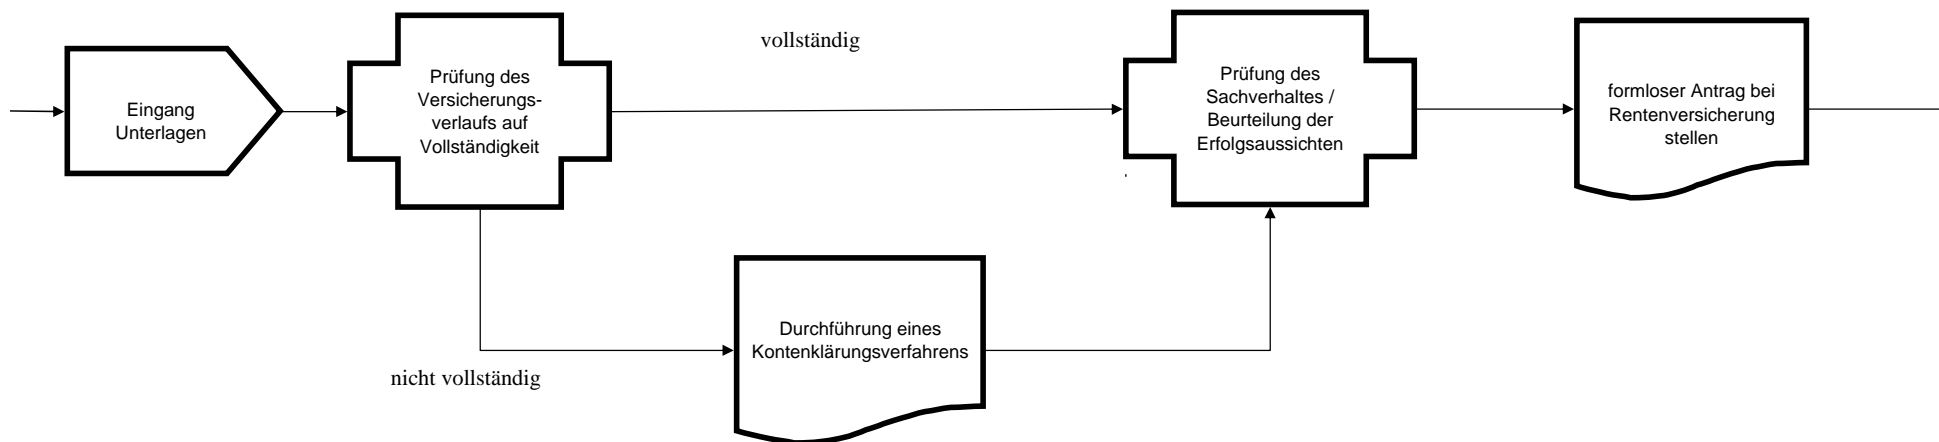 Eingang
Unterlagen
Prüfung des
Versicherungs-
verlaufs auf
Vollständigkeit
vollständig
nicht vollständig
Durchführung eines
Kontenklärungsverfahrens
Prüfung des
Sachverhaltes /
Beurteilung der
Erfolgsaussichten
formloser Antrag bei
Rentenversicherung
stellen